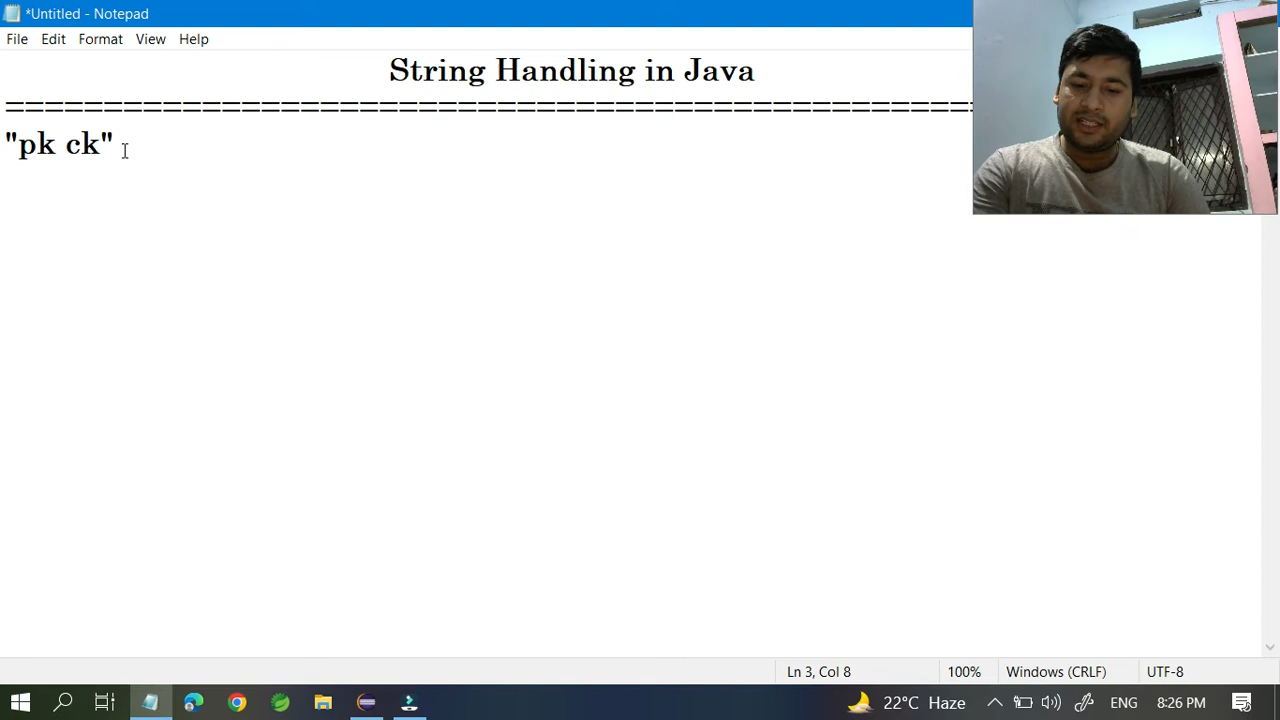 *Untitled - Notepad
File Edit Format View Help
String Handling in Java
==================================================
"pk ck"
Ln 3, Col 8 100% Windows (CRLF) UTF-8
22°C Haze ENG 8:26 PM